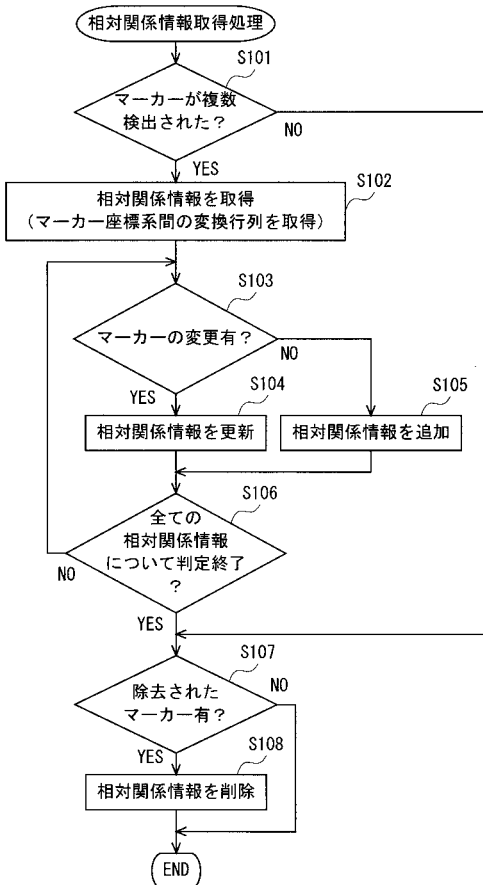 相対関係情報取得処理
S101
マーカーが複数
検出された？
NO
YES
S102
相対関係情報を取得
（マーカー座標系間の変換行列を取得）
S103
マーカーの変更有？
NO
YES
S104
S105
相対関係情報を更新
相対関係情報を追加
S106
全ての
相対関係情報
について判定終了
？
NO
YES
S107
除去された
マーカー有？
NO
YES
S108
相対関係情報を削除
END